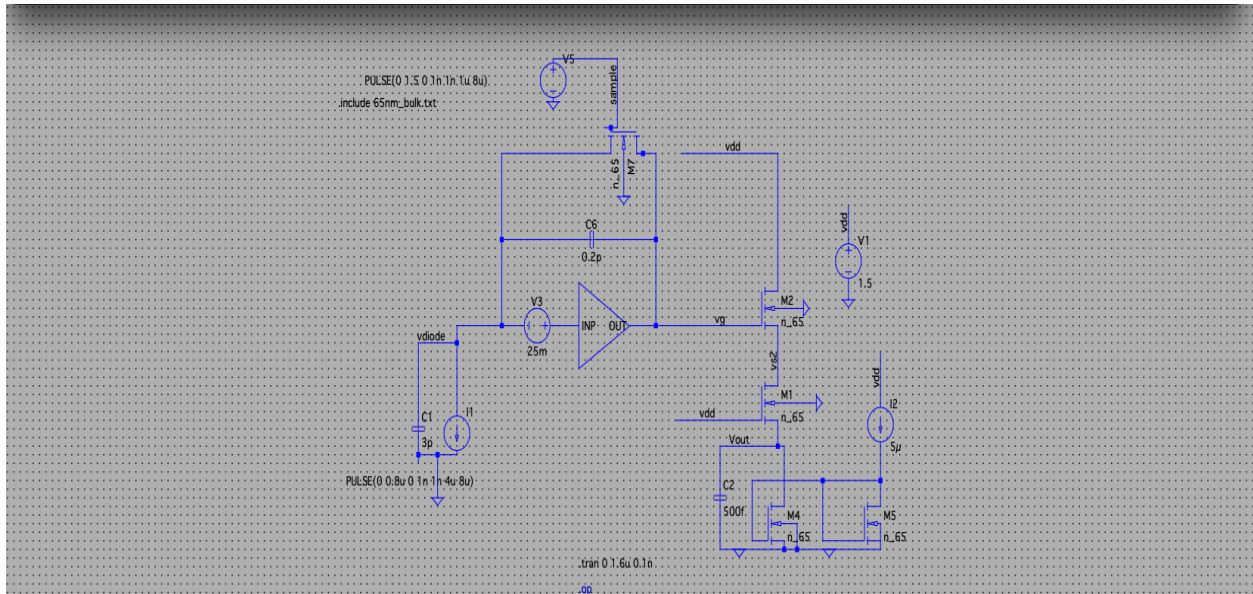 V5
PULSE(0 1.5 0 1n 1n 1u 8u)
.include 65nm_bulk.txt
sample
n_65
M7
vdd
C6
0.2p
vdd
V1
1.5
V3
25m
INP
OUT
vg
M2
n_65
vdiode
vs2
C1
3p
I1
PULSE(0 0.8u 0 1n 1n 4u 8u)
vdd
M1
n_65
vdd
I2
5µ
Vout
C2
500f
M4
n_65
M5
n_65
.tran 0 1.6u 0.1n
.op